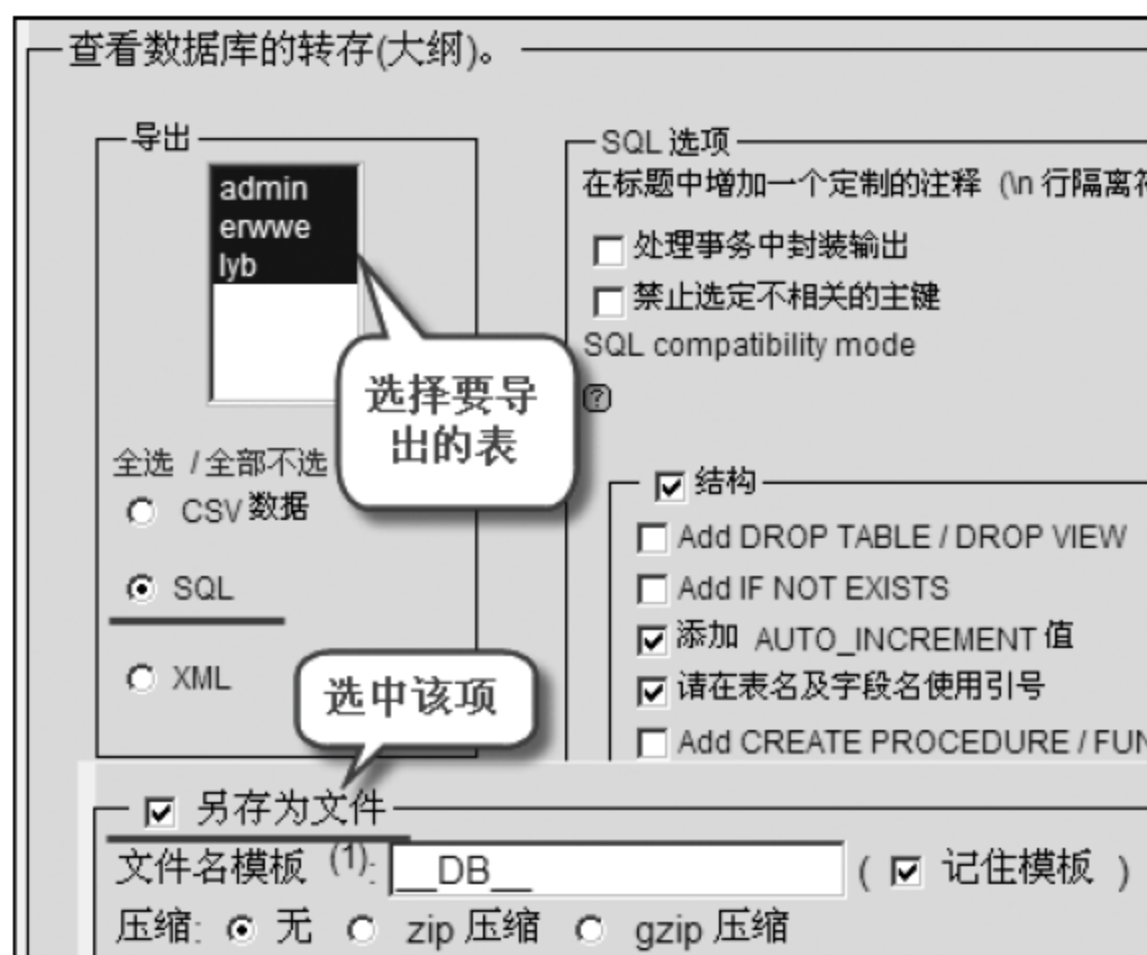 查看数据库的转存(大纲)。
导出
admin
erwwe
lyb
选择要导
出的表
全选 / 全部不选
CSV 数据
SQL
XML
选中该项
SQL 选项
在标题中增加一个定制的注释 (\n 行隔离符
处理事务中封装输出
禁止选定不相关的主键
SQL compatibility mode
?
结构
Add DROP TABLE / DROP VIEW
Add IF NOT EXISTS
添加 AUTO_INCREMENT 值
请在表名及字段名使用引号
Add CREATE PROCEDURE / FUN
另存为文件
文件名模板 (1): __DB__ ( 记住模板 )
压缩: 无 zip 压缩 gzip 压缩